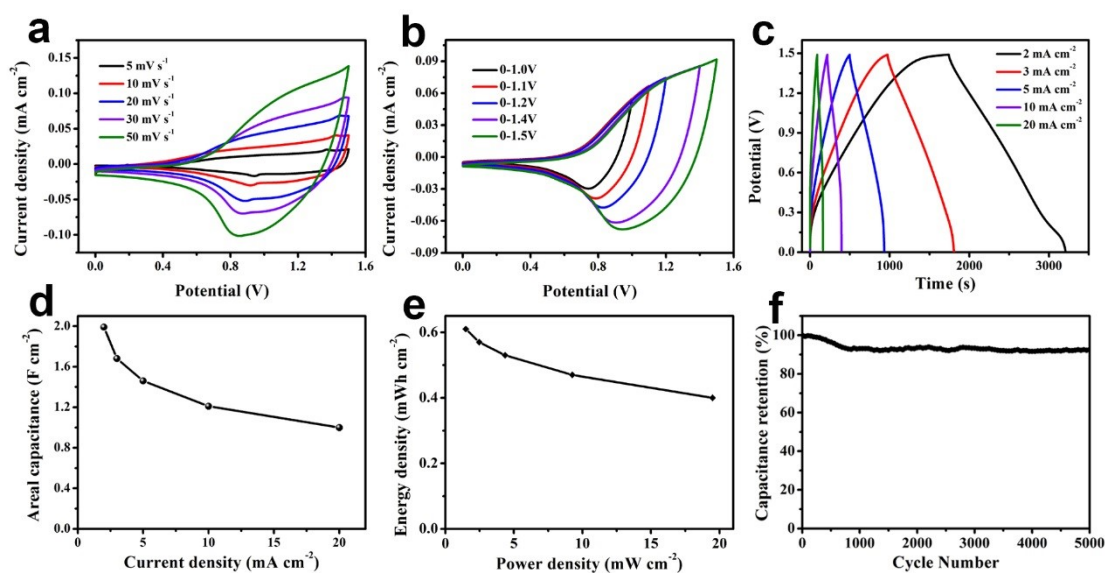 a
Current density (mA cm⁻²)
0.15
0.10
0.05
0.00
-0.05
-0.10
5 mV s⁻¹
10 mV s⁻¹
20 mV s⁻¹
30 mV s⁻¹
50 mV s⁻¹
0.0 0.4 0.8 1.2 1.6
Potential (V)
b
Current density (mA cm⁻²)
0.09
0.06
0.03
0.00
-0.03
-0.06
-0.09
0-1.0V
0-1.1V
0-1.2V
0-1.4V
0-1.5V
0.0 0.4 0.8 1.2 1.6
Potential (V)
c
Potential (V)
1.8
1.5
1.2
0.9
0.6
0.3
0.0
2 mA cm⁻²
3 mA cm⁻²
5 mA cm⁻²
10 mA cm⁻²
20 mA cm⁻²
0 1000 2000 3000
Time (s)
d
Areal capacitance (F cm⁻²)
2.0
1.6
1.2
0.8
0.4
0.0
0 5 10 15 20
Current density (mA cm⁻²)
e
Energy density (mWh cm⁻²)
0.6
0.4
0.2
0.0
0 5 10 15 20
Power density (mW cm⁻²)
f
Capacitance retention (%)
120
100
80
60
40
20
0
0 1000 2000 3000 4000 5000
Cycle Number